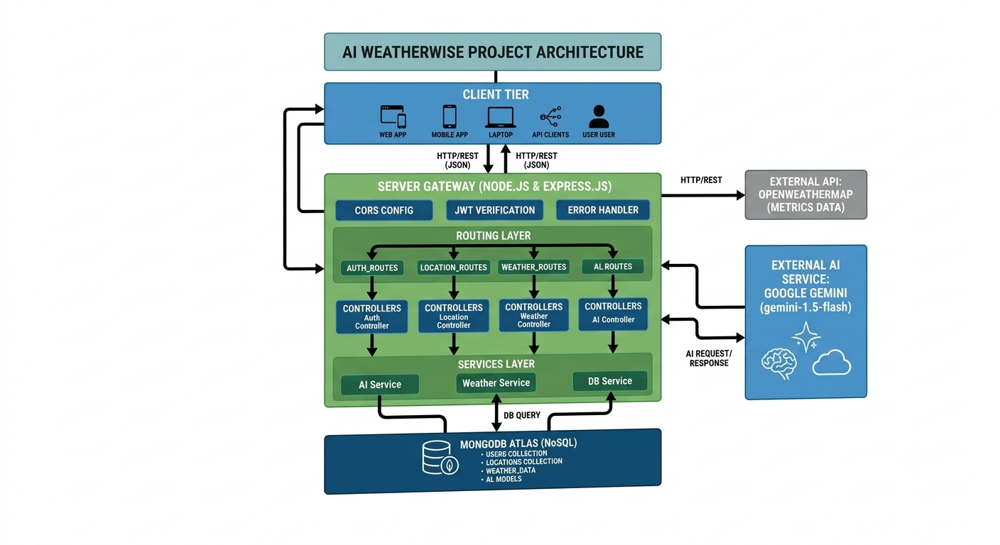 AI WEATHERWISE PROJECT ARCHITECTURE
CLIENT TIER
WEB APP
MOBILE APP
LAPTOP
API CLIENTS
USER USER
HTTP/REST
(JSON)
HTTP/REST
(JSON)
SERVER GATEWAY (NODE.JS & EXPRESS.JS)
CORS CONFIG
JWT VERIFICATION
ERROR HANDLER
ROUTING LAYER
AUTH_ROUTES
LOCATION_ROUTES
WEATHER_ROUTES
AL ROUTES
CONTROLLERS
Auth
Controller
CONTROLLERS
Location
Controller
CONTROLLERS
Weather
Controller
CONTROLLERS
AI Controller
SERVICES LAYER
AI Service
Weather Service
DB Service
DB QUERY
MONGODB ATLAS (NoSQL)
• USERS COLLECTION
• LOCATIONS COLLECTION
• WEATHER_DATA
• AL MODELS
HTTP/REST
EXTERNAL API:
OPENWEATHERMAP
(METRICS DATA)
EXTERNAL AI
SERVICE:
GOOGLE GEMINI
(gemini-1.5-flash)
AI REQUEST/
RESPONSE